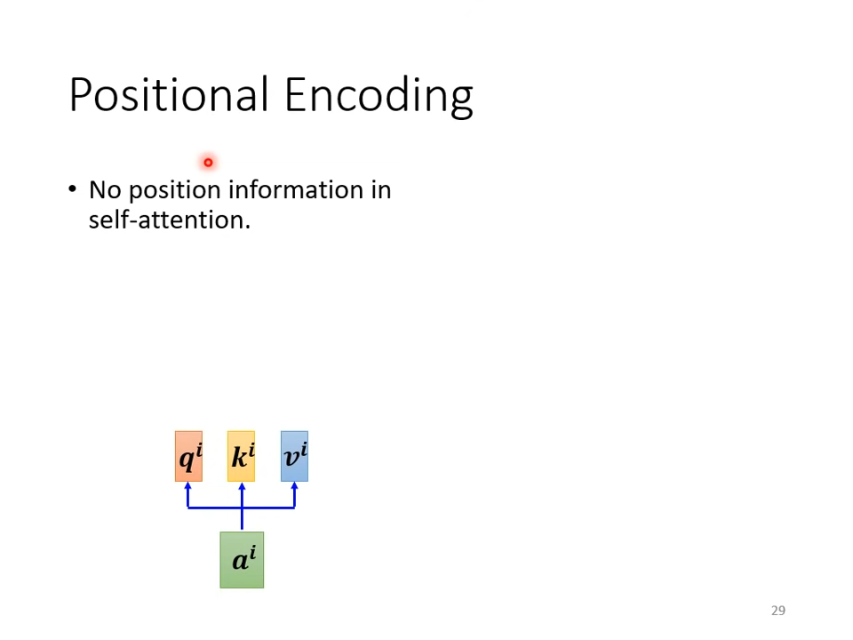 Positional Encoding
• No position information in
self-attention.
qⁱ kⁱ vⁱ
aⁱ
29